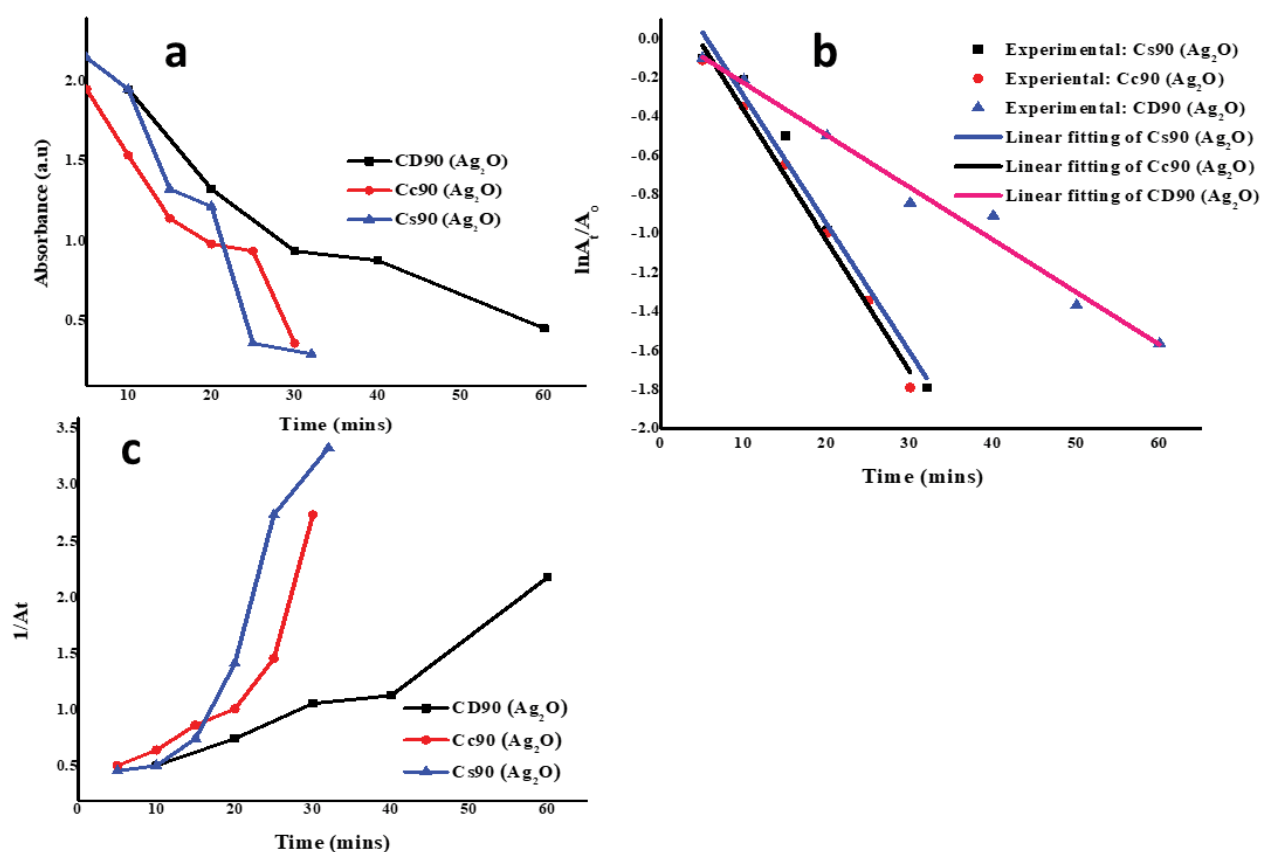 a
Absorbance (a.u)
2.0
1.5
1.0
0.5
CD90 (Ag₂O)
Cc90 (Ag₂O)
Cs90 (Ag₂O)
10 20 30 40 50 60
Time (mins)
b
lnAₜ/Aₒ
0.0
-0.2
-0.4
-0.6
-0.8
-1.0
-1.2
-1.4
-1.6
-1.8
-2.0
Experimental: Cs90 (Ag₂O)
Experiental: Cc90 (Ag₂O)
Experimental: CD90 (Ag₂O)
Linear fitting of Cs90 (Ag₂O)
Linear fitting of Cc90 (Ag₂O)
Linear fitting of CD90 (Ag₂O)
0 10 20 30 40 50 60
Time (mins)
c
1/At
3.5
3.0
2.5
2.0
1.5
1.0
0.5
CD90 (Ag₂O)
Cc90 (Ag₂O)
Cs90 (Ag₂O)
0 10 20 30 40 50 60
Time (mins)